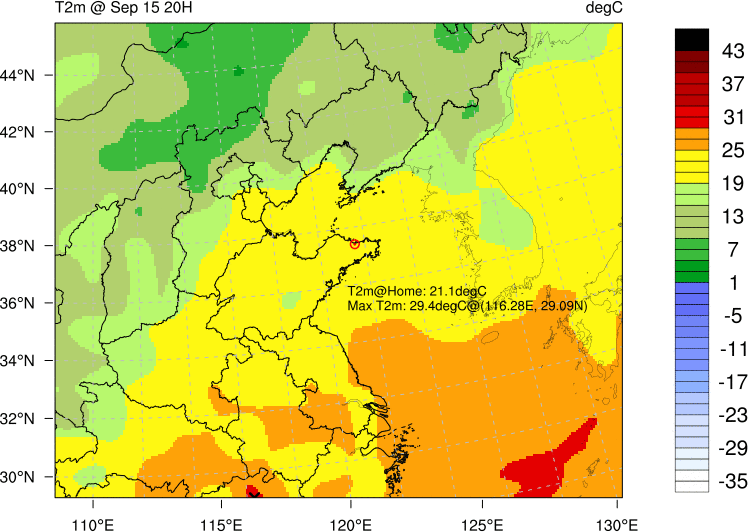 T2m @ Sep 15 20H
degC
44°N
42°N
40°N
38°N
36°N
34°N
32°N
30°N
T2m@Home: 21.1degC
Max T2m: 29.4degC@(116.28E, 29.09N)
110°E
115°E
120°E
125°E
130°E
43
37
31
25
19
13
7
1
-5
-11
-17
-23
-29
-35